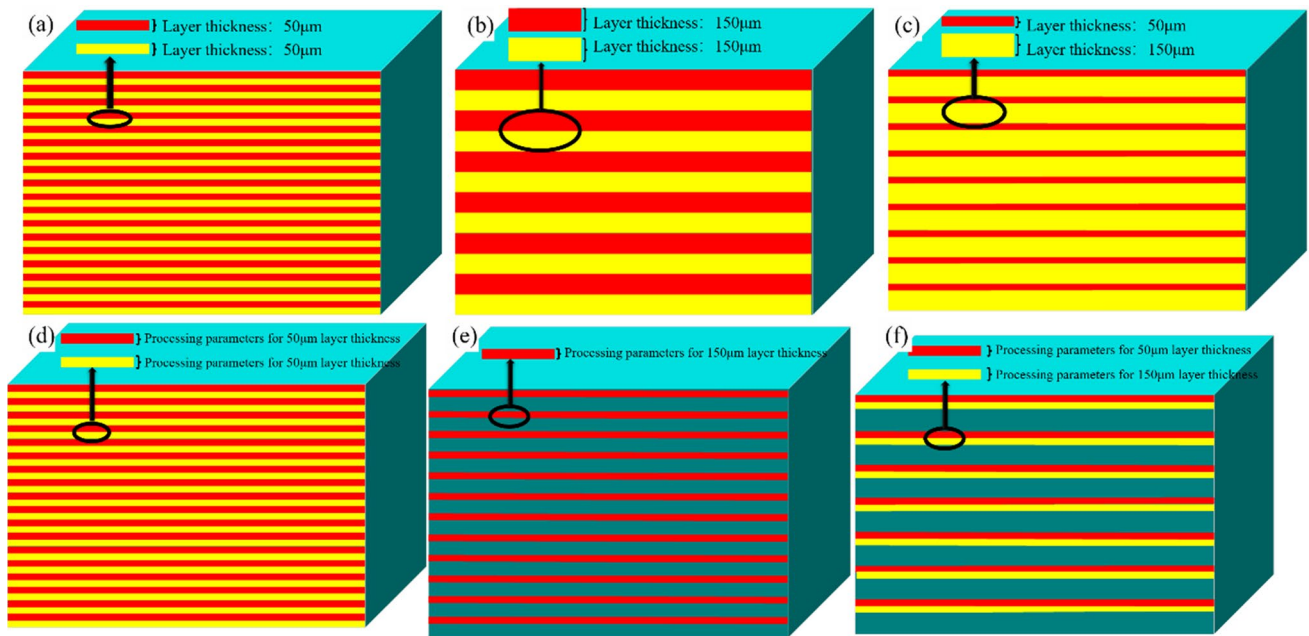 (a)
Layer thickness: 50μm
Layer thickness: 50μm
(b)
Layer thickness: 150μm
Layer thickness: 150μm
(c)
Layer thickness: 50μm
Layer thickness: 150μm
(d)
Processing parameters for 50μm layer thickness
Processing parameters for 50μm layer thickness
(e)
Processing parameters for 150μm layer thickness
(f)
Processing parameters for 50μm layer thickness
Processing parameters for 150μm layer thickness